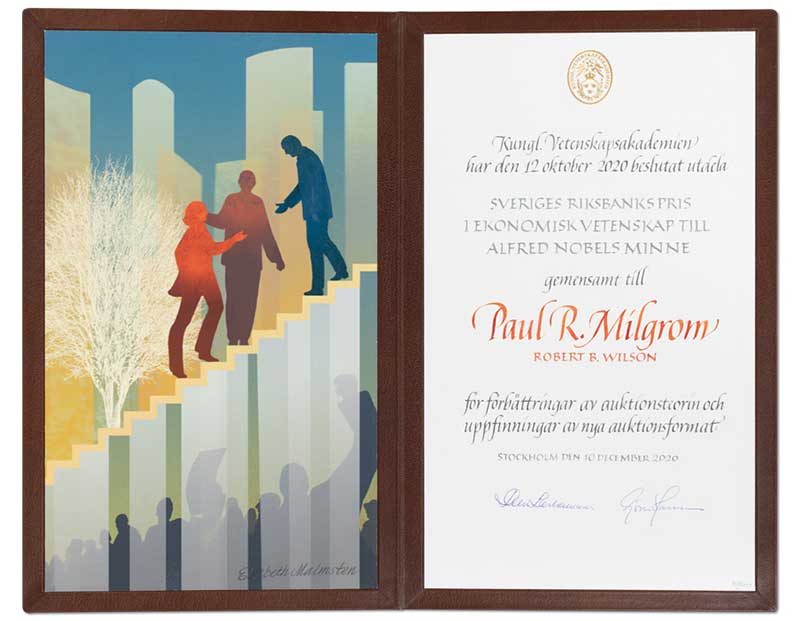 Elisabeth Malmsten
Kungl. Vetenskapsakademien
har den 12 oktober 2020 beslutat utdela
SVERIGES RIKSBANKS PRIS
I EKONOMISK VETENSKAP TILL
ALFRED NOBELS MINNE
gemensamt till
Paul R. Milgrom
ROBERT B. WILSON
för förbättringar av auktionsteorin och
uppfinningar av nya auktionsformat
STOCKHOLM DEN 10 DECEMBER 2020